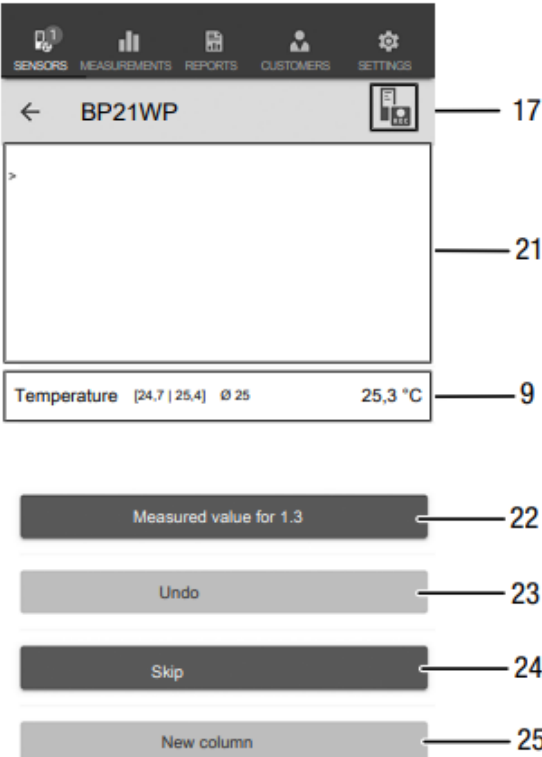 1
SENSORS MEASUREMENTS REPORTS CUSTOMERS SETTINGS
← BP21WP 17
>
21
Temperature [24,7 | 25,4] Ø 25 25,3 °C 9
Measured value for 1.3 22
Undo 23
Skip 24
New column 25